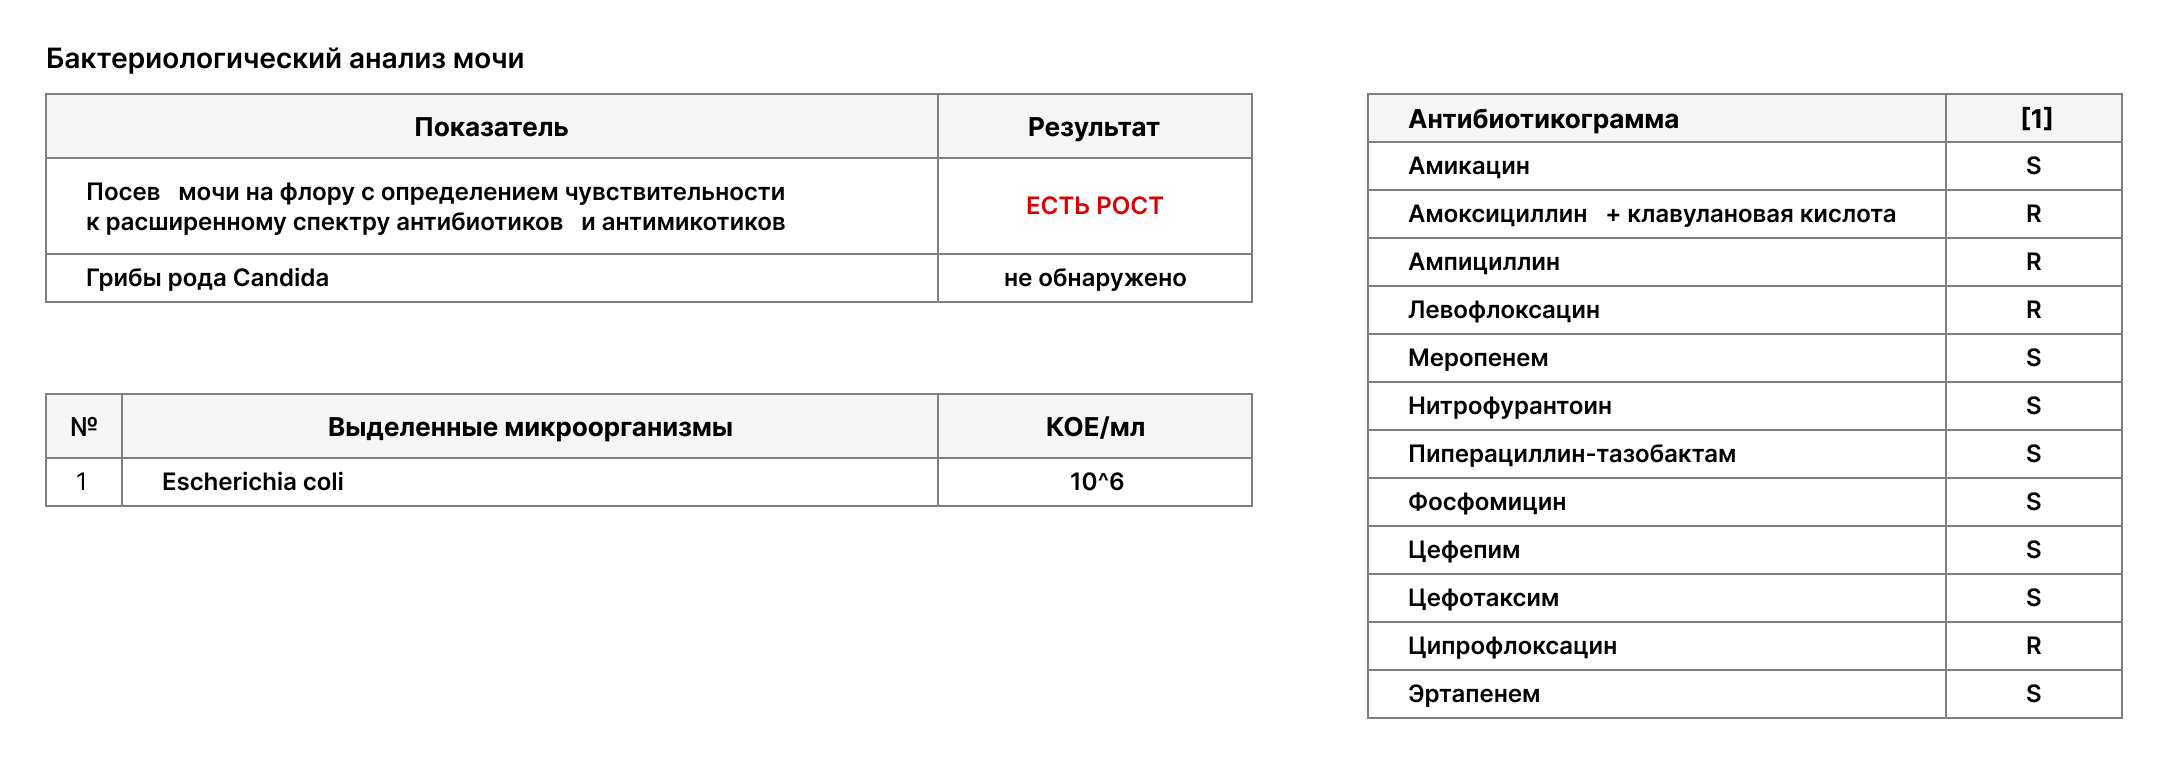 Бактериологический анализ мочи
Показатель Результат
Посев мочи на флору с определением чувствительности
к расширенному спектру антибиотиков и антимикотиков
ЕСТЬ РОСТ
Грибы рода Candida не обнаружено
№ Выделенные микроорганизмы КОЕ/мл
1 Escherichia coli 10^6
Антибиотикограмма [1]
Амикацин S
Амоксициллин + клавулановая кислота R
Ампициллин R
Левофлоксацин R
Меропенем S
Нитрофурантоин S
Пиперациллин-тазобактам S
Фосфомицин S
Цефепим S
Цефотаксим S
Ципрофлоксацин R
Эртапенем S